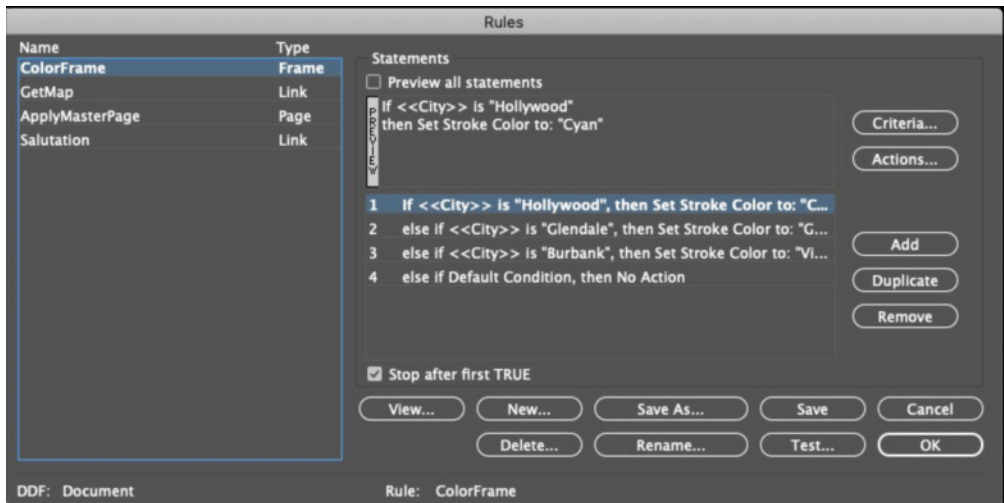 Rules
Name Type
ColorFrame Frame
GetMap Link
ApplyMasterPage Page
Salutation Link
Statements
Preview all statements
PREVIEW
If <<City>> is "Hollywood"
then Set Stroke Color to: "Cyan"
Criteria...
Actions...
1 If <<City>> is "Hollywood", then Set Stroke Color to: "C...
2 else if <<City>> is "Glendale", then Set Stroke Color to: "G...
3 else if <<City>> is "Burbank", then Set Stroke Color to: "Vi...
4 else if Default Condition, then No Action
Add
Duplicate
Remove
Stop after first TRUE
View... New... Save As... Save Cancel
Delete... Rename... Test... OK
DDF: Document Rule: ColorFrame